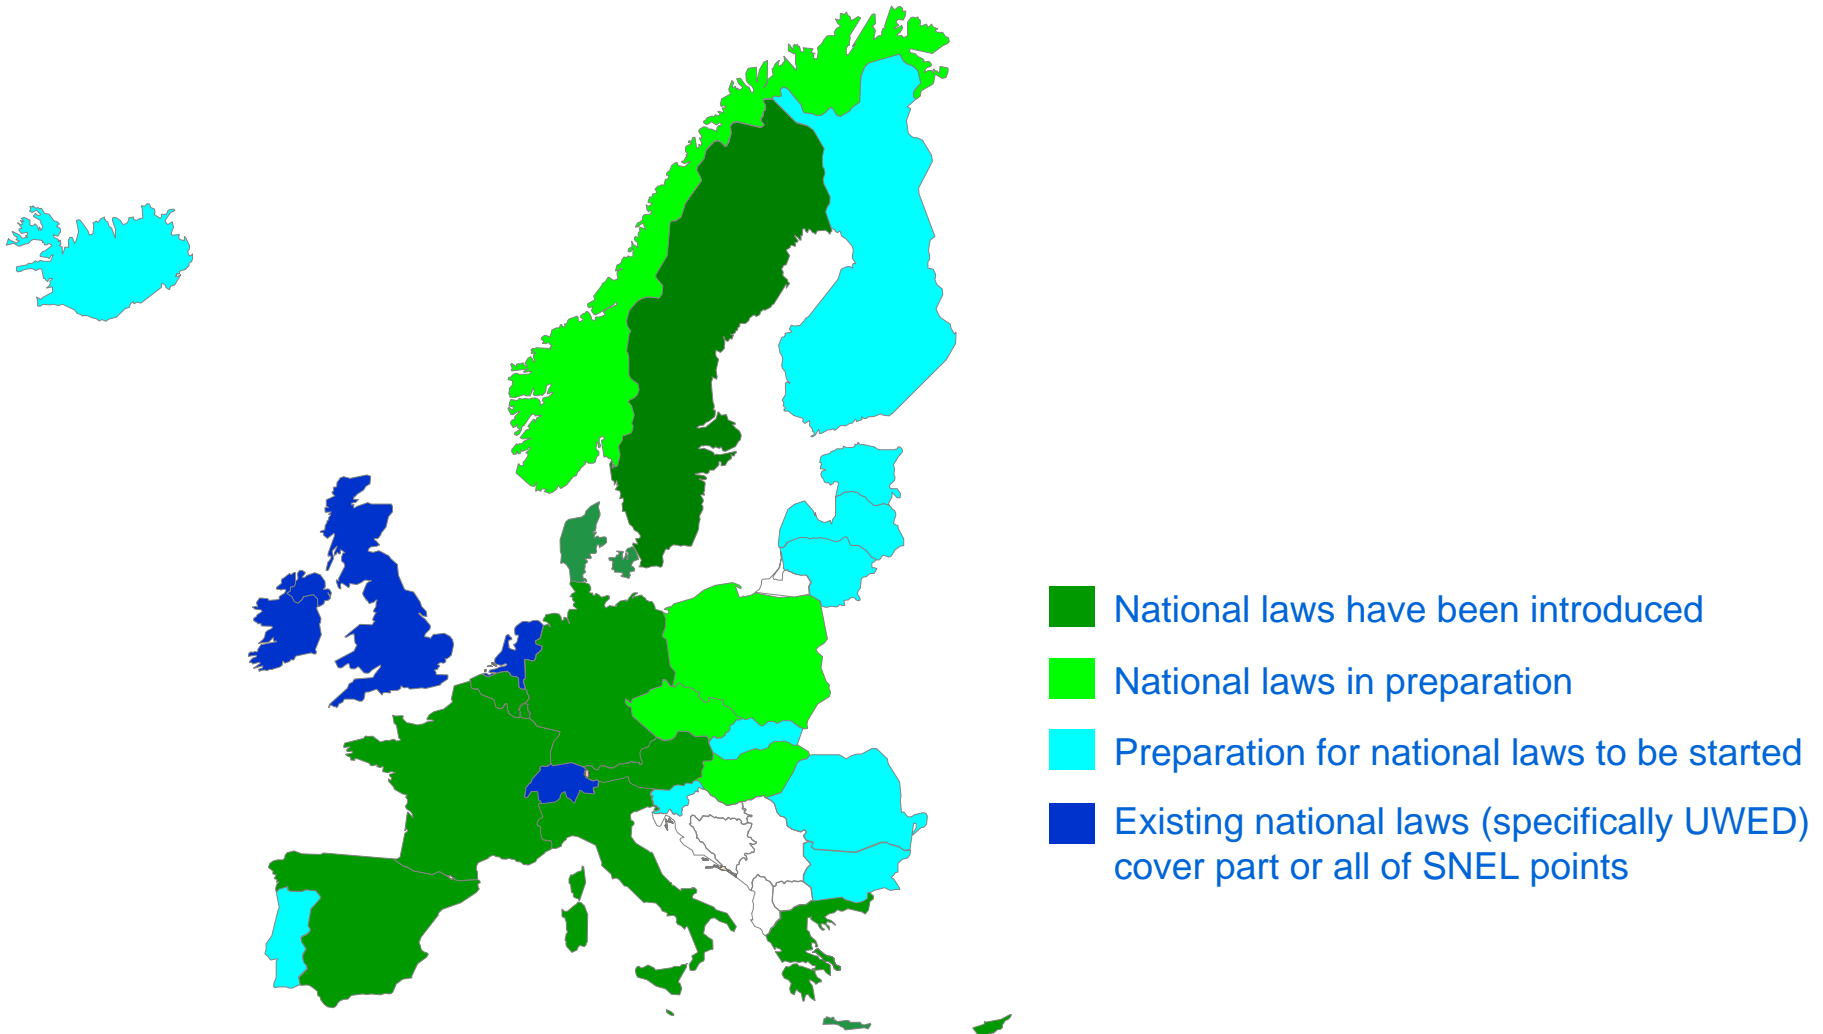 National laws have been introduced
National laws in preparation
Preparation for national laws to be started
Existing national laws (specifically UWED)
cover part or all of SNEL points